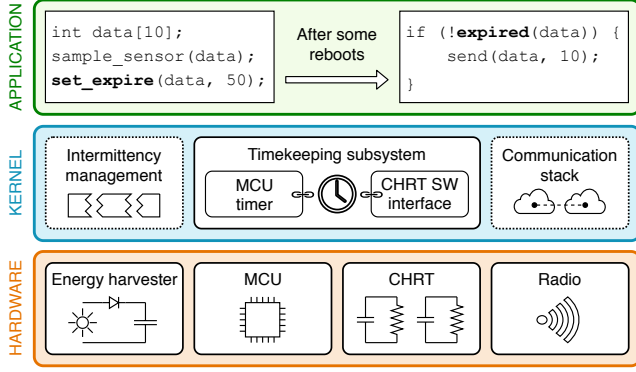 APPLICATION
int data[10];
sample_sensor(data);
set_expire(data, 50);
After some
reboots
if (!expired(data)) {
send(data, 10);
}
KERNEL
Intermittency
management
Timekeeping subsystem
MCU
timer
CHRT SW
interface
Communication
stack
HARDWARE
Energy harvester
MCU
CHRT
Radio